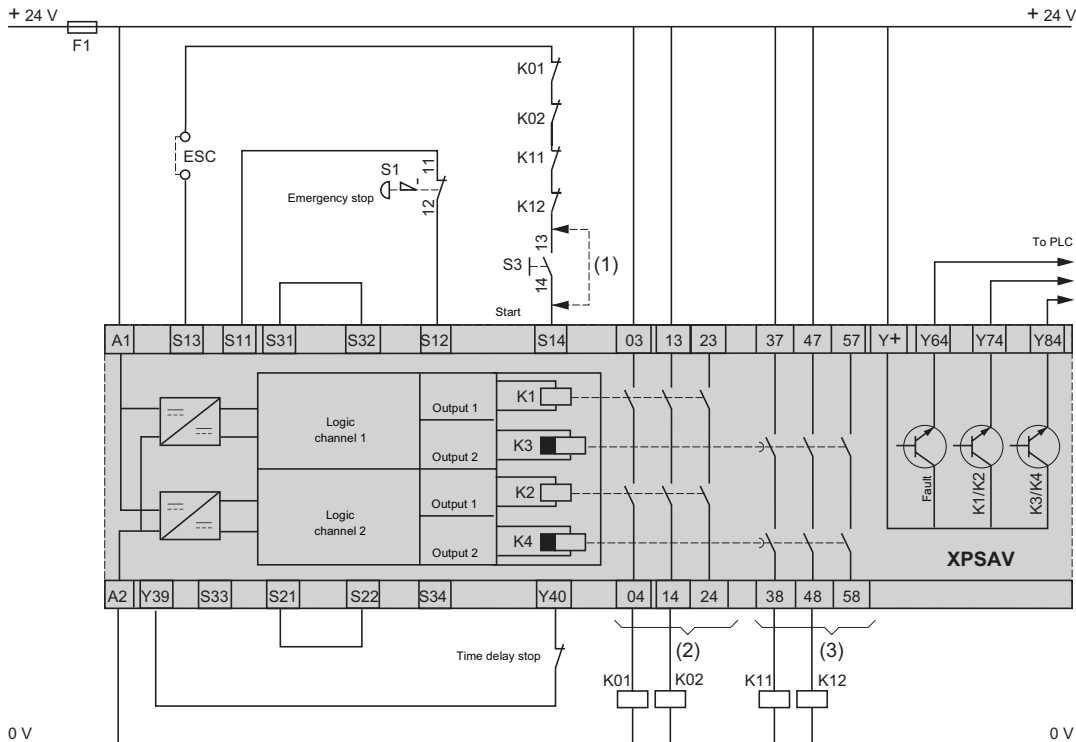 + 24 V
+ 24 V
F1
K01
K02
ESC
K11
S1
11
Emergency stop
12
K12
13
S3
(1)
14
To PLC
Start
A1
S13
S11
S31
S32
S12
S14
03
13
23
37
47
57
Y+
Y64
Y74
Y84
Logic
channel 1
Output 1
K1
Output 2
K3
Logic
channel 2
Output 1
K2
Output 2
K4
Fault
K1/K2
K3/K4
XPSAV
A2
Y39
S33
S21
S22
S34
Y40
04
14
24
38
48
58
Time delay stop
(2)
(3)
K01
K02
K11
K12
0 V
0 V